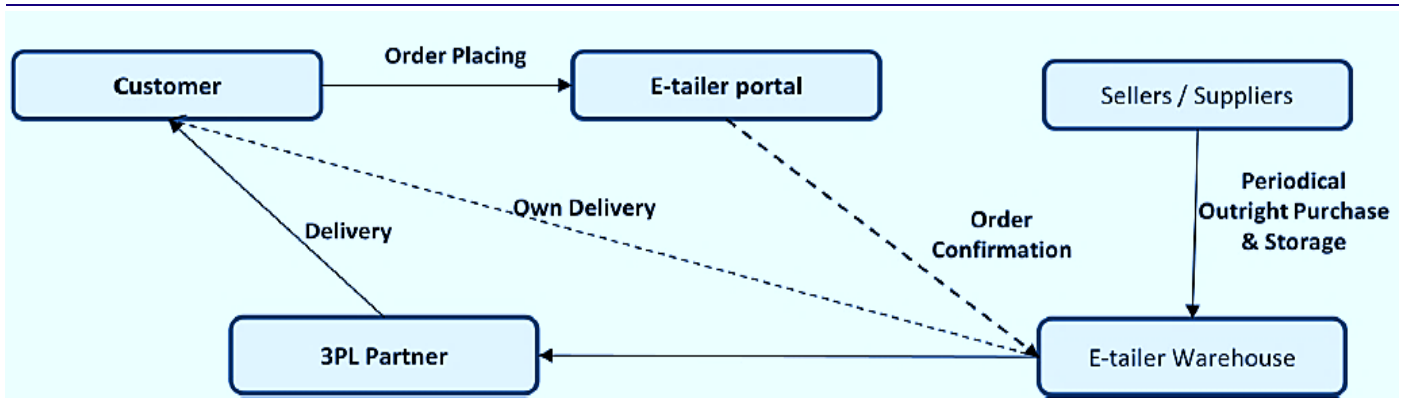 Order Placing
Customer
E-tailer portal
Sellers / Suppliers
Own Delivery
Delivery
Order
Confirmation
Periodical
Outright Purchase
& Storage
3PL Partner
E-tailer Warehouse